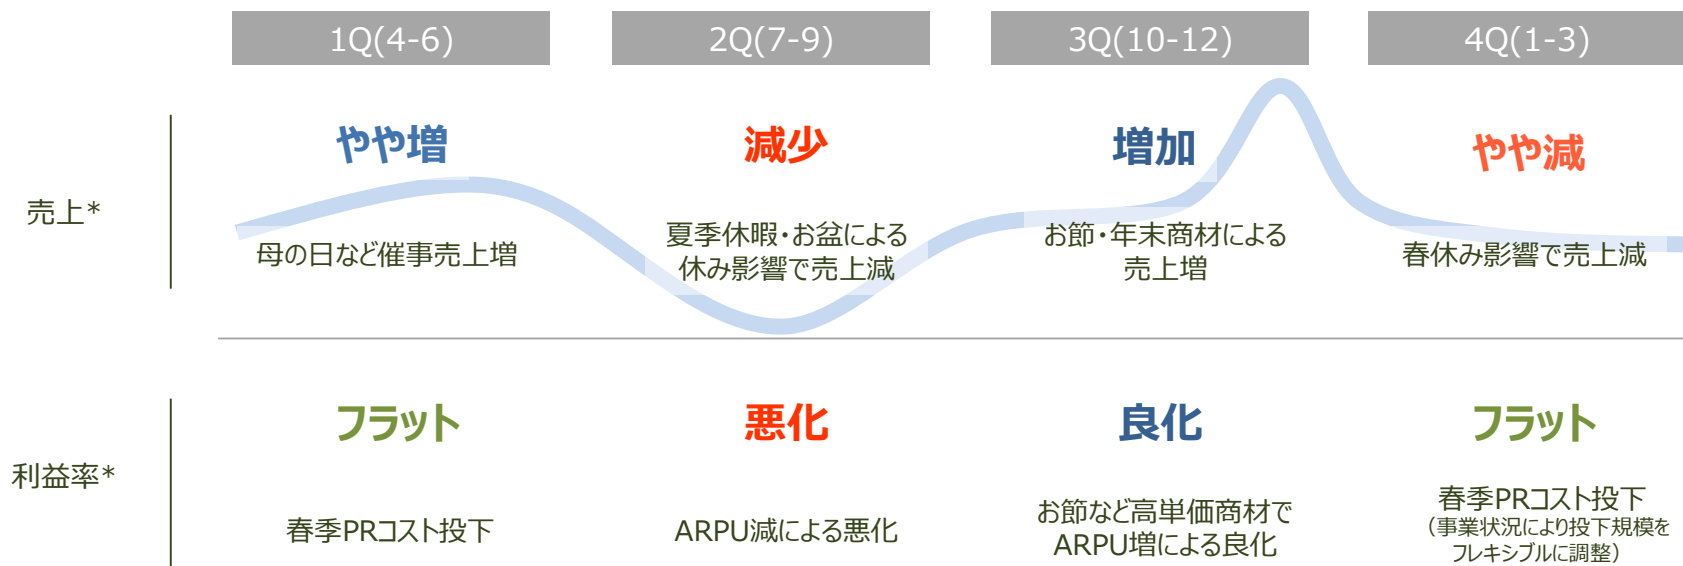 1Q(4-6)
2Q(7-9)
3Q(10-12)
4Q(1-3)
売上*
やや増
減少
増加
やや減
母の日など催事売上増
夏季休暇・お盆による
休み影響で売上減
お節・年末商材による
売上増
春休み影響で売上減
利益率*
フラット
悪化
良化
フラット
春季PRコスト投下
ARPU減による悪化
お節など高単価商材で
ARPU増による良化
春季PRコスト投下
（事業状況により投下規模を
フレキシブルに調整）